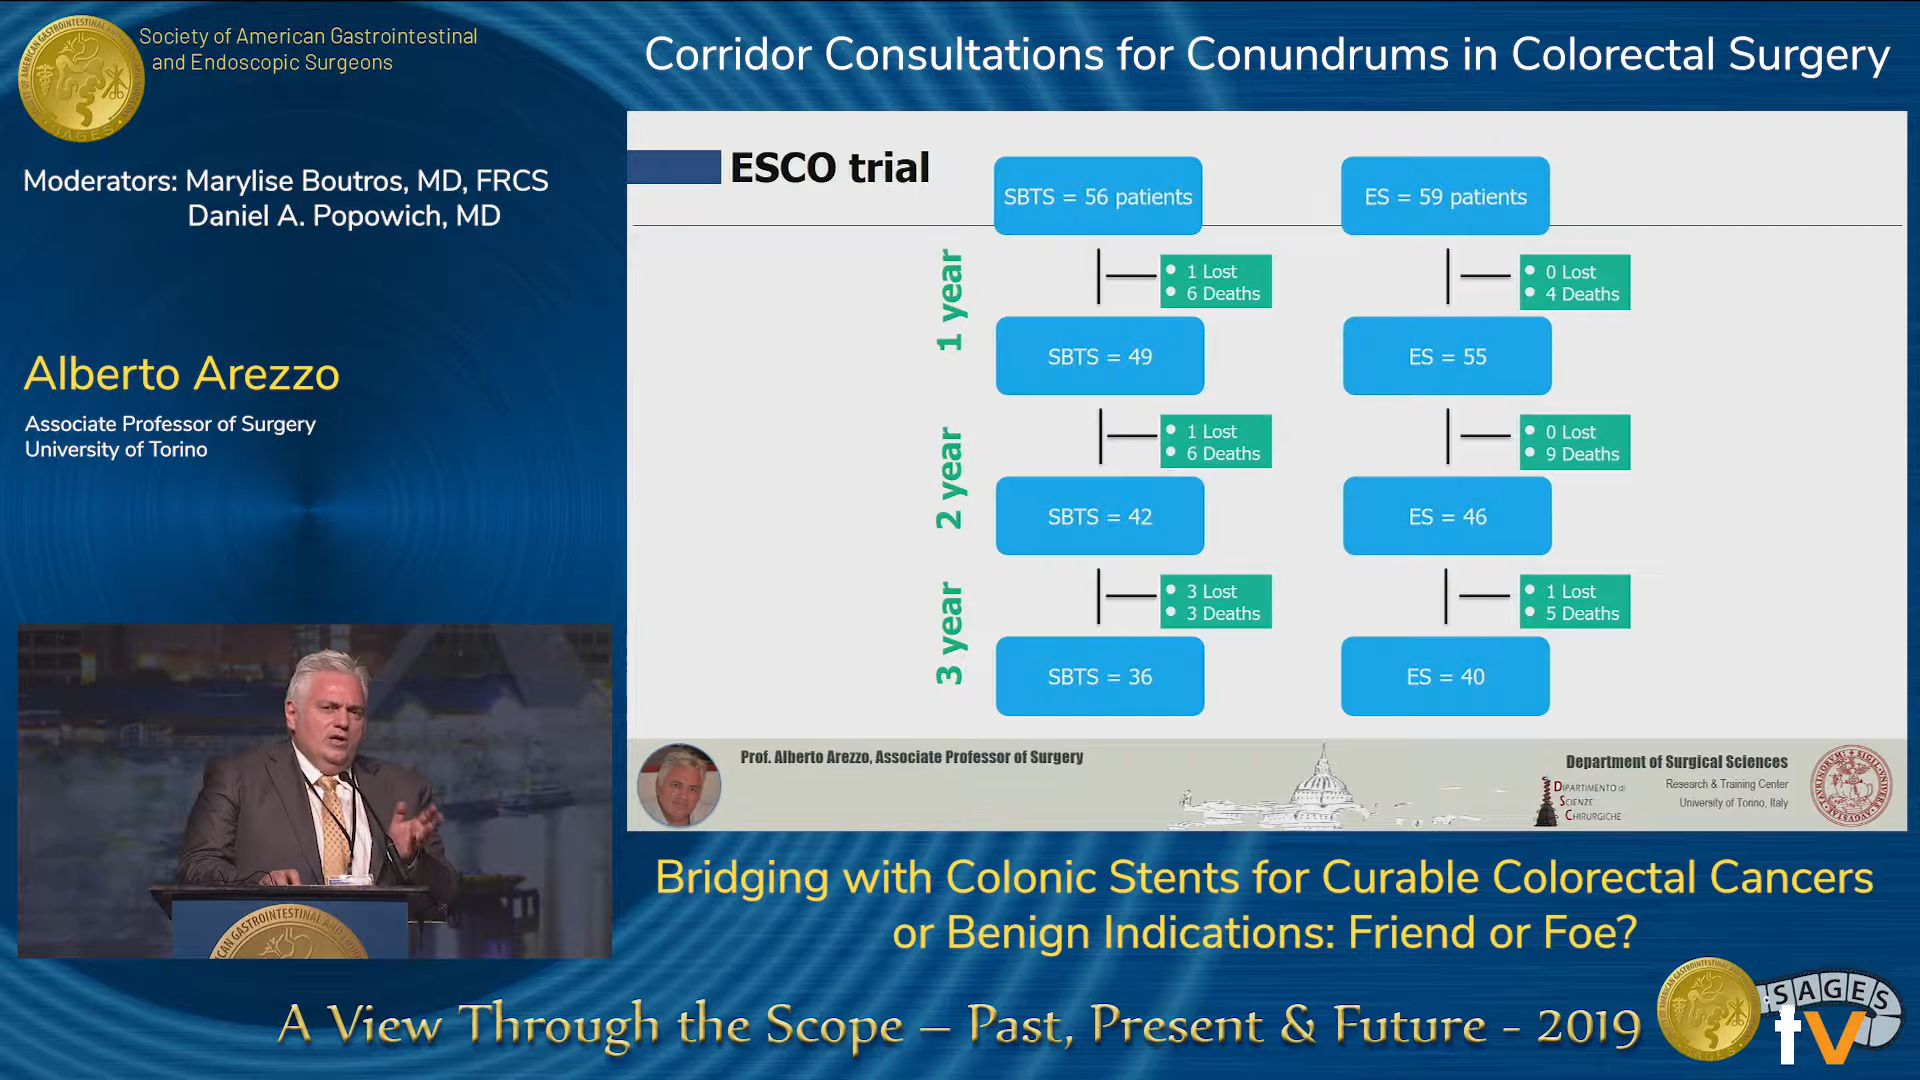 Society of American Gastrointestinal
and Endoscopic Surgeons
Corridor Consultations for Conundrums in Colorectal Surgery
Moderators: Marylise Boutros, MD, FRCS
Daniel A. Popowich, MD
Alberto Arezzo
Associate Professor of Surgery
University of Torino
ESCO trial
SBTS = 56 patients
ES = 59 patients
1 year
1 Lost
6 Deaths
0 Lost
4 Deaths
SBTS = 49
ES = 55
2 year
1 Lost
6 Deaths
0 Lost
9 Deaths
SBTS = 42
ES = 46
3 year
3 Lost
3 Deaths
1 Lost
5 Deaths
SBTS = 36
ES = 40
Prof. Alberto Arezzo, Associate Professor of Surgery
Department of Surgical Sciences
Research & Training Center
University of Torino, Italy
DIPARTIMENTO di
SCIENZE
CHIRURGICHE
Bridging with Colonic Stents for Curable Colorectal Cancers
or Benign Indications: Friend or Foe?
A View Through the Scope – Past, Present & Future - 2019
SAGES
tv